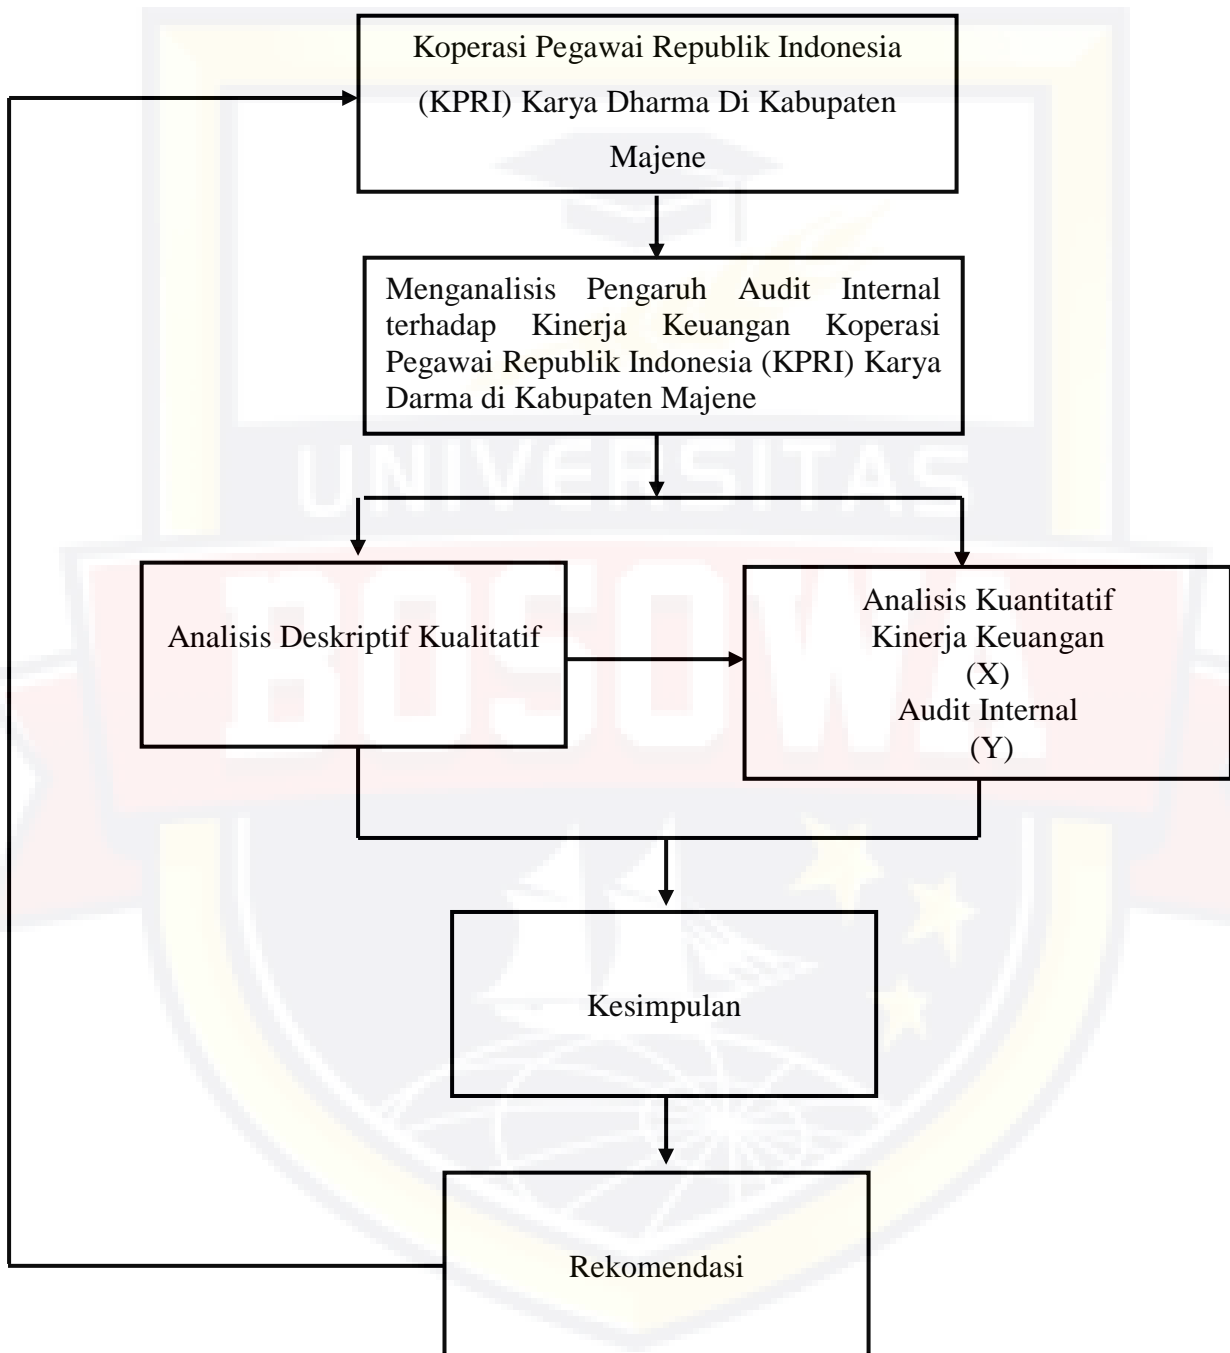 Koperasi Pegawai Republik Indonesia
(KPRI) Karya Dharma Di Kabupaten
Majene
Menganalisis Pengaruh Audit Internal
terhadap Kinerja Keuangan Koperasi
Pegawai Republik Indonesia (KPRI) Karya
Darma di Kabupaten Majene
UNIVERSITAS
BOSOWA
Analisis Deskriptif Kualitatif
Analisis Kuantitatif
Kinerja Keuangan
(X)
Audit Internal
(Y)
Kesimpulan
Rekomendasi